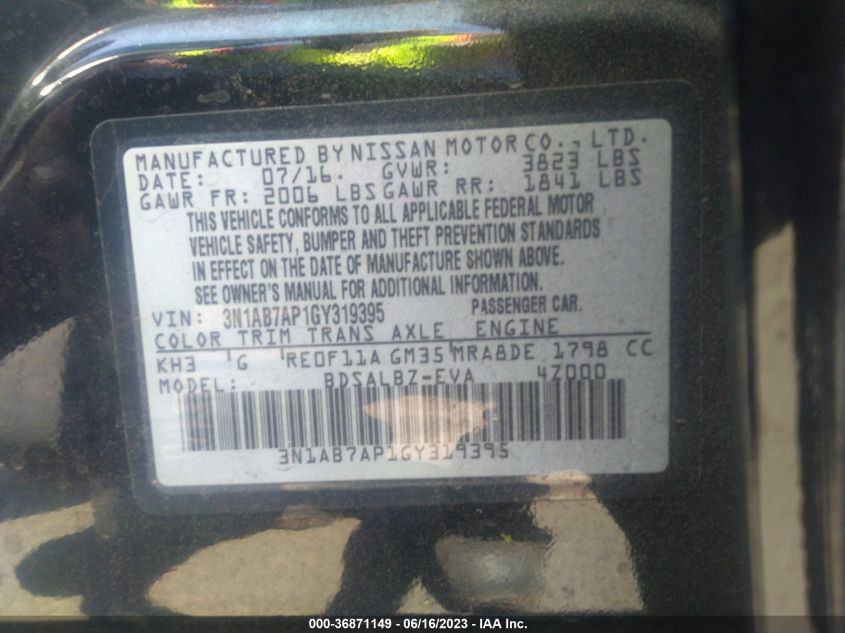 MANUFACTURED BY NISSAN MOTOR CO., LTD.
DATE: 07/16. GVWR: 3823 LBS
GAWR FR: 2006 LBS GAWR RR: 1841 LBS
THIS VEHICLE CONFORMS TO ALL APPLICABLE FEDERAL MOTOR
VEHICLE SAFETY, BUMPER AND THEFT PREVENTION STANDARDS
IN EFFECT ON THE DATE OF MANUFACTURE SHOWN ABOVE.
SEE OWNER'S MANUAL FOR ADDITIONAL INFORMATION.
VIN: 3N1AB7AP1GY319395 PASSENGER CAR.
COLOR TRIM TRANS AXLE ENGINE
KH3 G RE0F11A GM35 MRA8DE 1798 CC
MODEL: BDSALBZ-EVA 4Z000
3N1AB7AP1GY319395
000-36871149 - 06/16/2023 - IAA Inc.